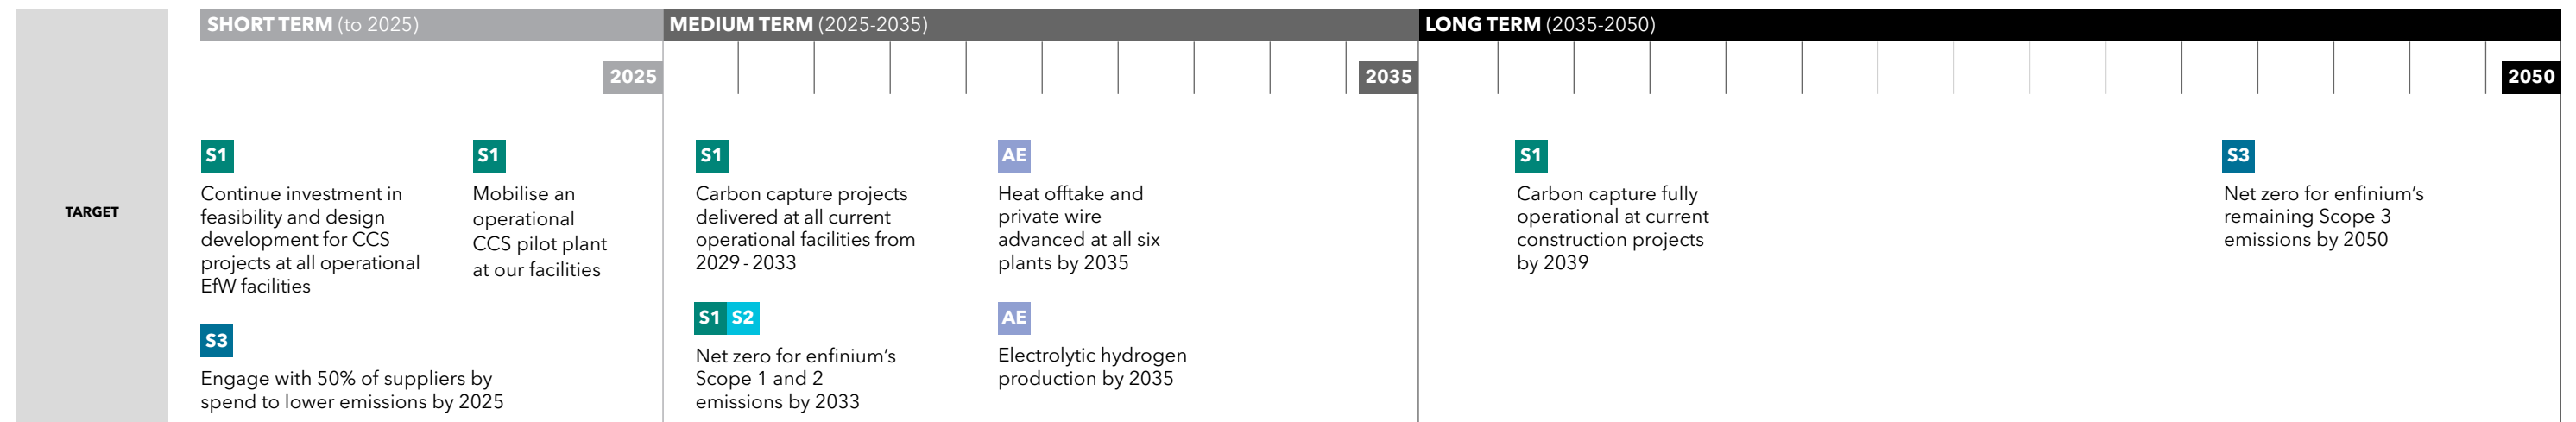 SHORT TERM (to 2025)
MEDIUM TERM (2025-2035)
LONG TERM (2035-2050)
2025
2035
2050
TARGET
S1
Continue investment in
feasibility and design
development for CCS
projects at all operational
EfW facilities
S1
Mobilise an
operational
CCS pilot plant
at our facilities
S3
Engage with 50% of suppliers by
spend to lower emissions by 2025
S1
Carbon capture projects
delivered at all current
operational facilities from
2029 - 2033
AE
Heat offtake and
private wire
advanced at all six
plants by 2035
S1 S2
Net zero for enfinium's
Scope 1 and 2
emissions by 2033
AE
Electrolytic hydrogen
production by 2035
S1
Carbon capture fully
operational at current
construction projects
by 2039
S3
Net zero for enfinium's
remaining Scope 3
emissions by 2050